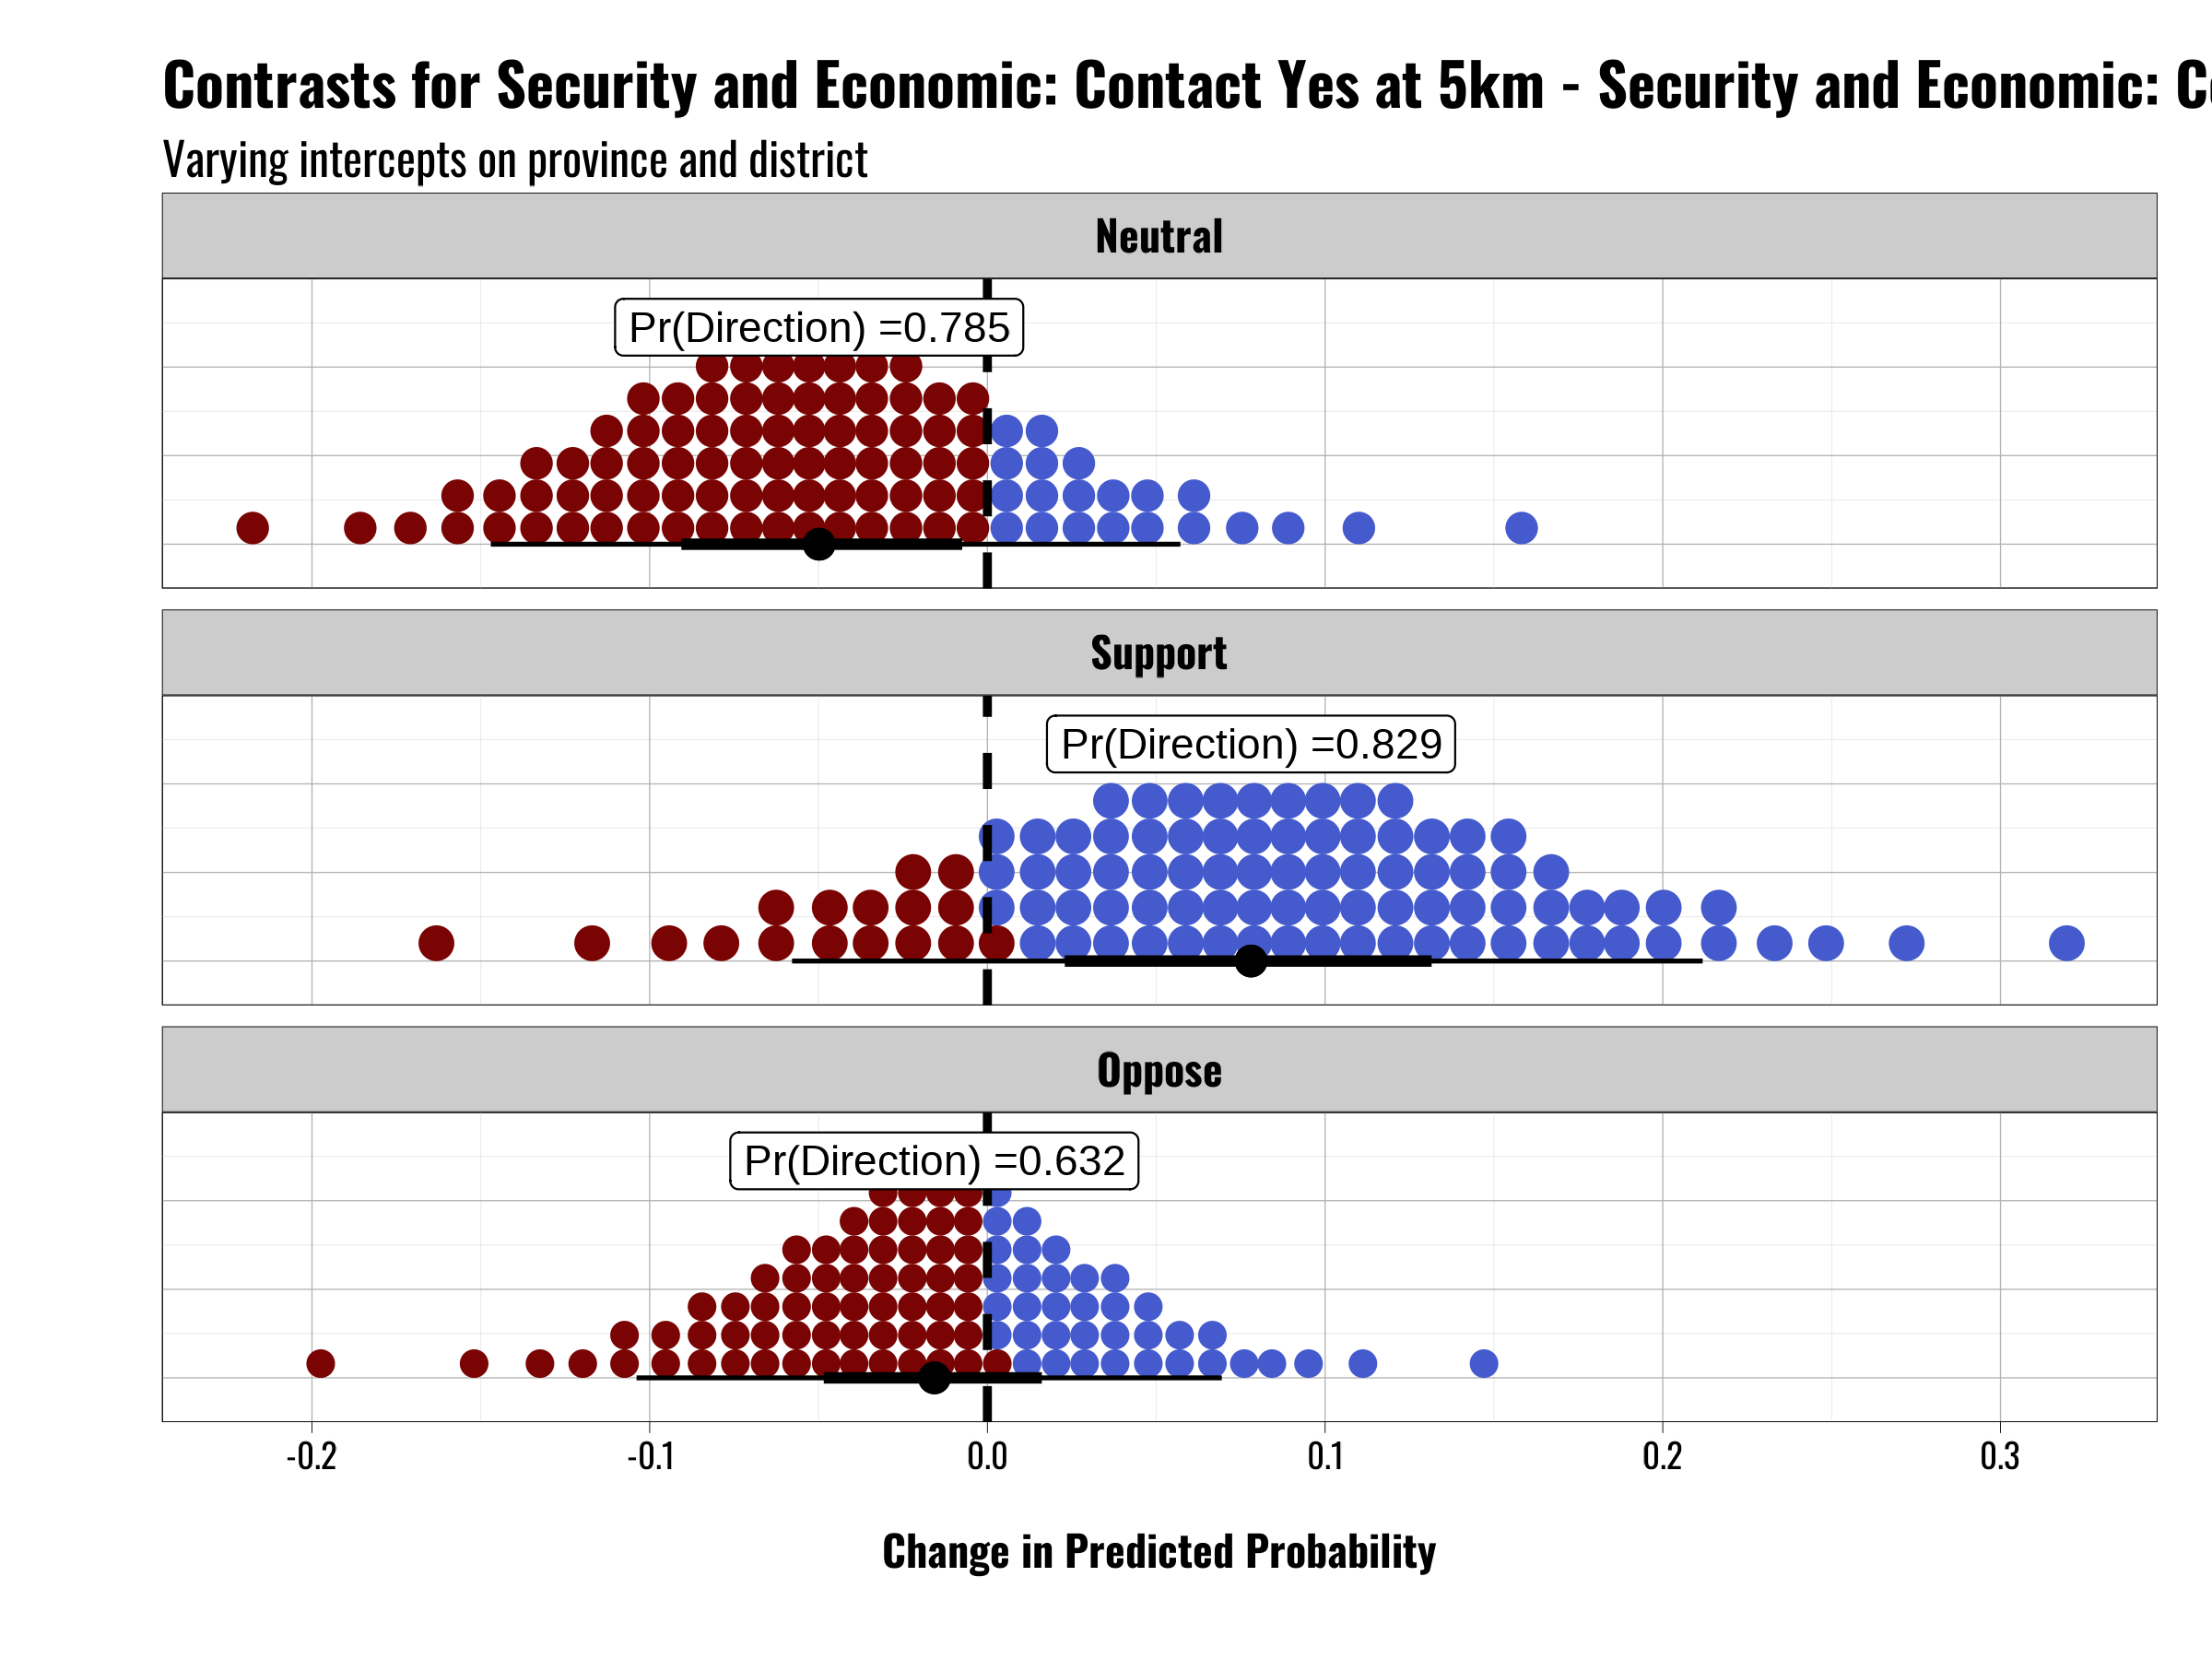 Contrasts for Security and Economic: Contact Yes at 5km - Security and Economic:
Varying intercepts on province and district
Neutral
Pr(Direction) =0.785
Support
Pr(Direction) =0.829
Oppose
Pr(Direction) =0.632
-0.2 -0.1 0.0 0.1 0.2 0.3
Change in Predicted Probability